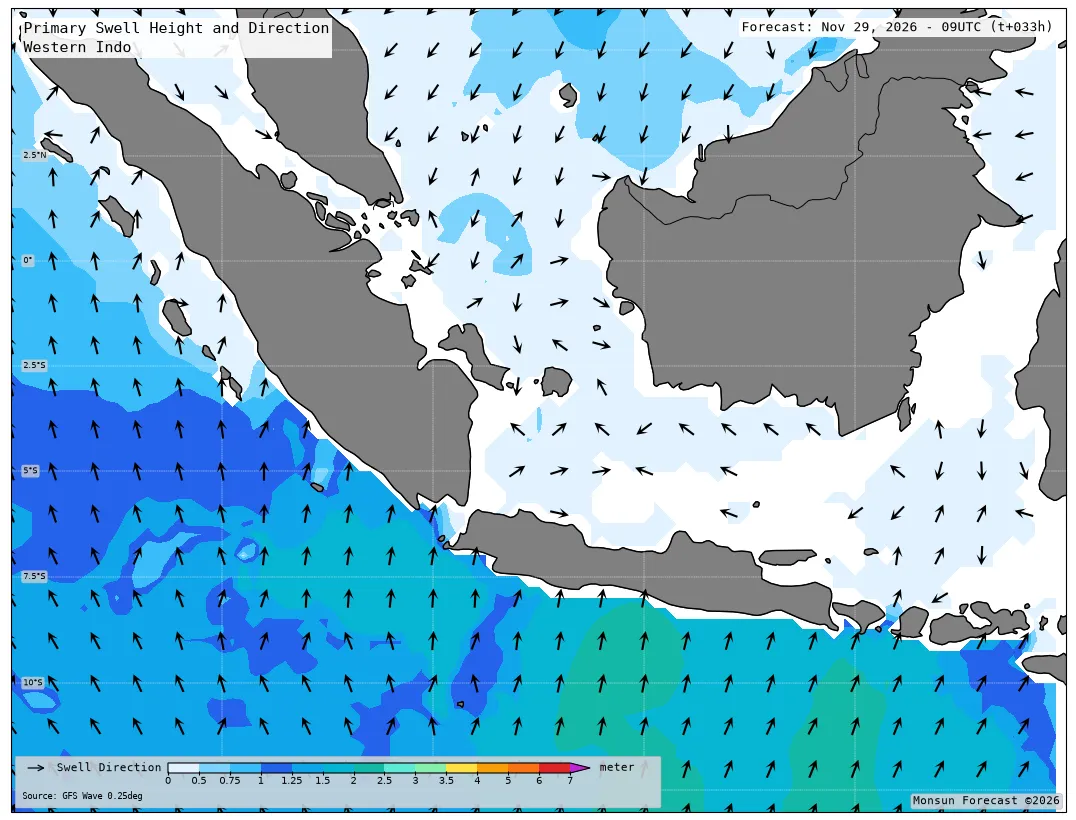 Primary Swell Height and Direction
Western Indo
Forecast: Nov 29, 2026 - 09UTC (t+033h)
2.5°N
0°
2.5°S
5°S
7.5°S
10°S
Swell Direction
meter
0 0.5 0.75 1 1.25 1.5 2 2.5 3 3.5 4 5 6 7
Source: GFS Wave 0.25deg
Monsun Forecast ©2026